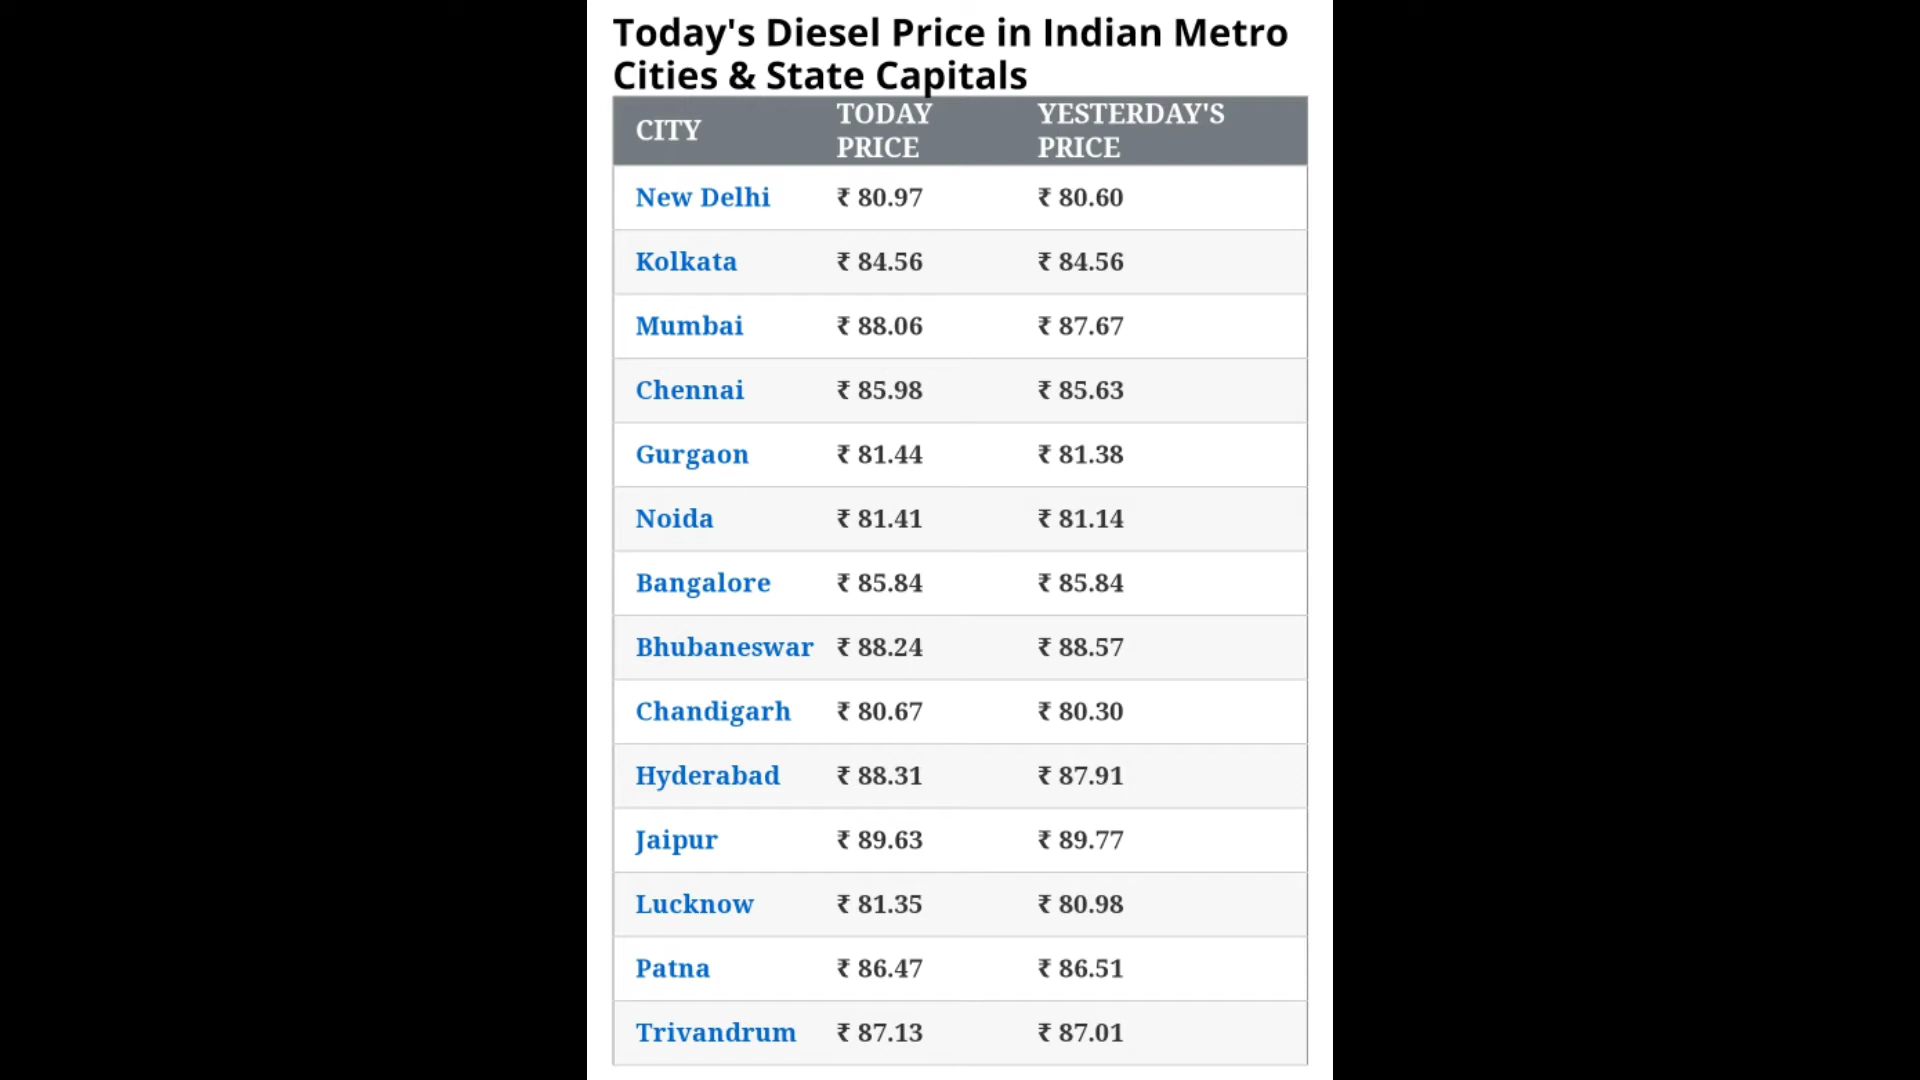 Today's Diesel Price in Indian Metro
Cities & State Capitals
CITY TODAY PRICE YESTERDAY'S PRICE
New Delhi ₹ 80.97 ₹ 80.60
Kolkata ₹ 84.56 ₹ 84.56
Mumbai ₹ 88.06 ₹ 87.67
Chennai ₹ 85.98 ₹ 85.63
Gurgaon ₹ 81.44 ₹ 81.38
Noida ₹ 81.41 ₹ 81.14
Bangalore ₹ 85.84 ₹ 85.84
Bhubaneswar ₹ 88.24 ₹ 88.57
Chandigarh ₹ 80.67 ₹ 80.30
Hyderabad ₹ 88.31 ₹ 87.91
Jaipur ₹ 89.63 ₹ 89.77
Lucknow ₹ 81.35 ₹ 80.98
Patna ₹ 86.47 ₹ 86.51
Trivandrum ₹ 87.13 ₹ 87.01